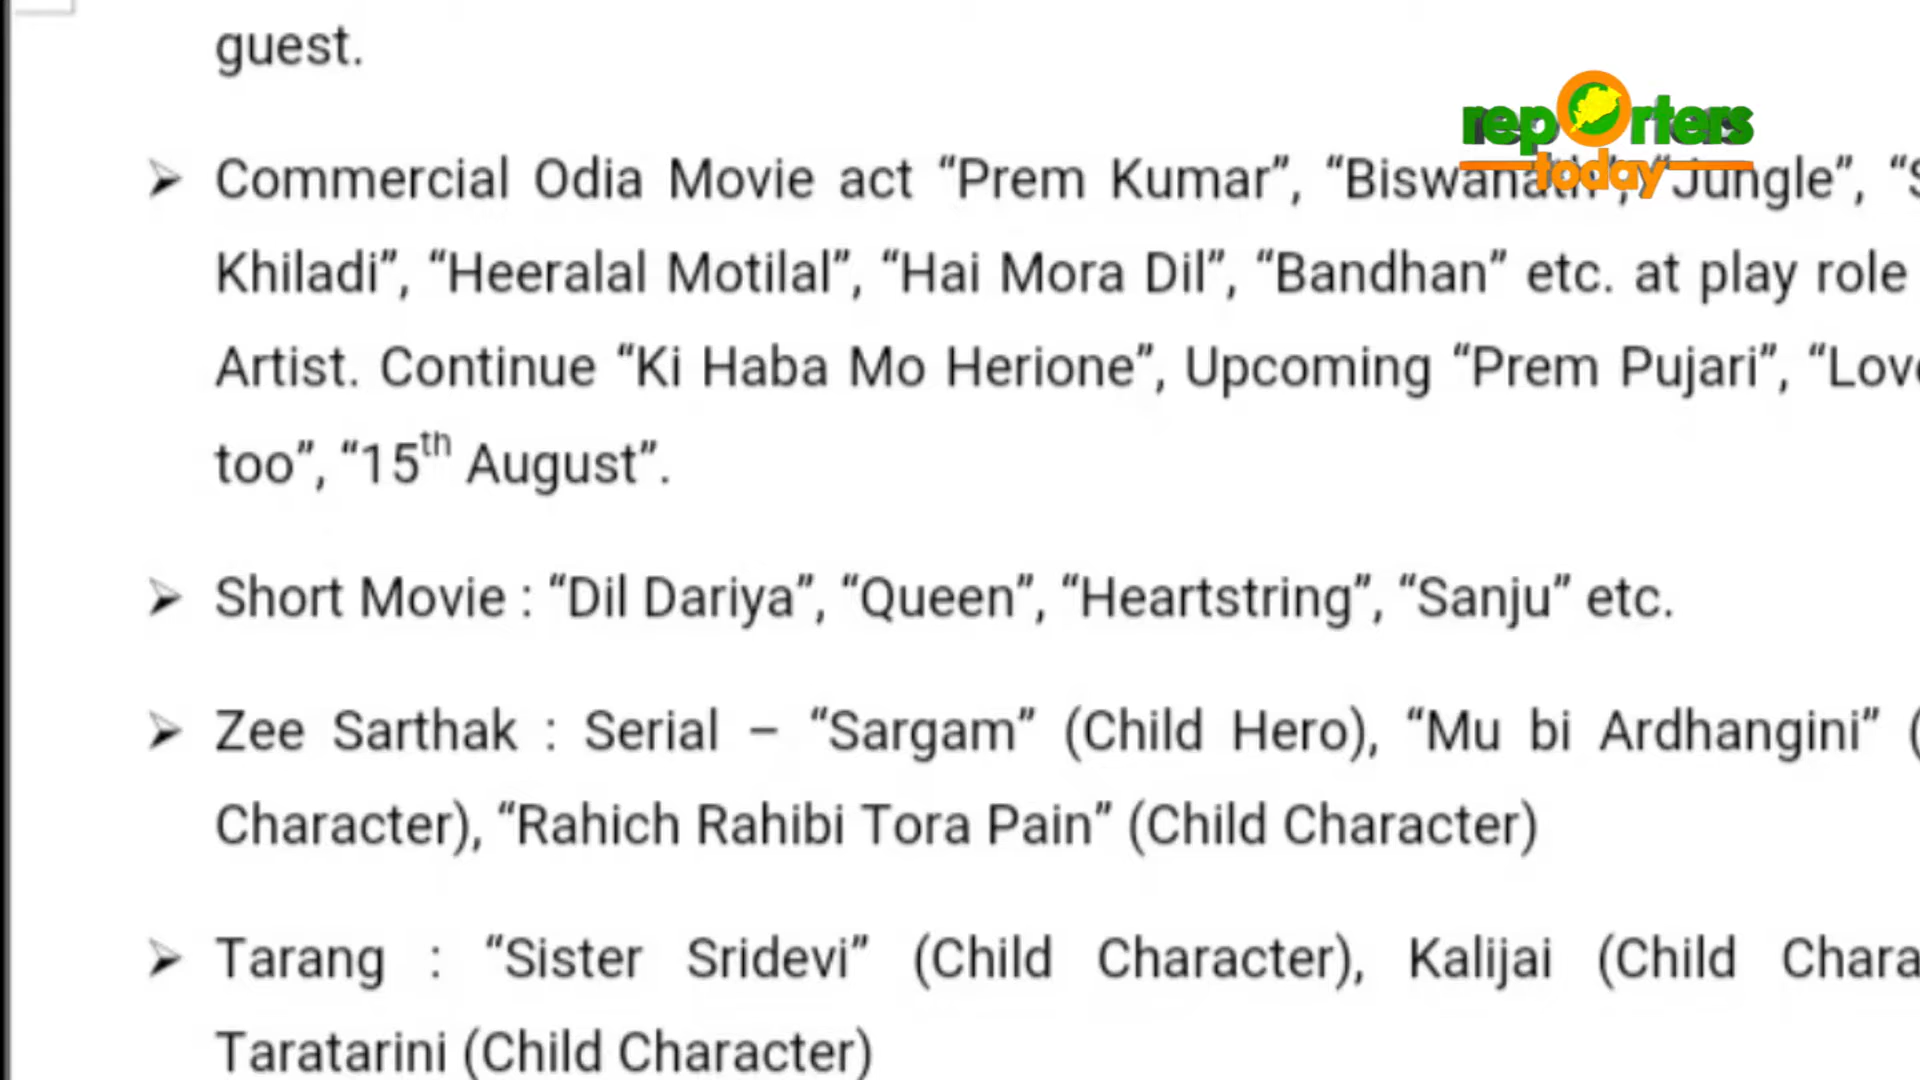 guest.
reporters
today
➢ Commercial Odia Movie act “Prem Kumar”, “Biswanath”, “Jungle”, “S
Khiladi”, “Heeralal Motilal”, “Hai Mora Dil”, “Bandhan” etc. at play role
Artist. Continue “Ki Haba Mo Herione”, Upcoming “Prem Pujari”, “Love
too”, “15th August”.
➢ Short Movie : “Dil Dariya”, “Queen”, “Heartstring”, “Sanju” etc.
➢ Zee Sarthak : Serial – “Sargam” (Child Hero), “Mu bi Ardhangini” (
Character), “Rahich Rahibi Tora Pain” (Child Character)
➢ Tarang : “Sister Sridevi” (Child Character), Kalijai (Child Chara
Taratarini (Child Character)